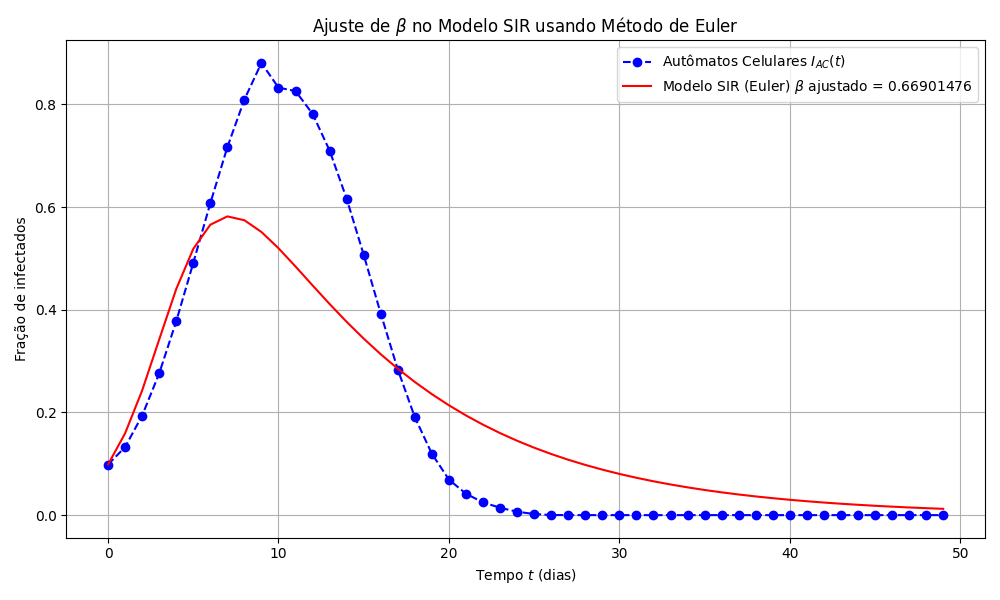 Ajuste de β no Modelo SIR usando Método de Euler
Autômatos Celulares I_AC(t)
Modelo SIR (Euler) β ajustado = 0.66901476
Fração de infectados
0.8
0.6
0.4
0.2
0.0
0 10 20 30 40 50
Tempo t (dias)